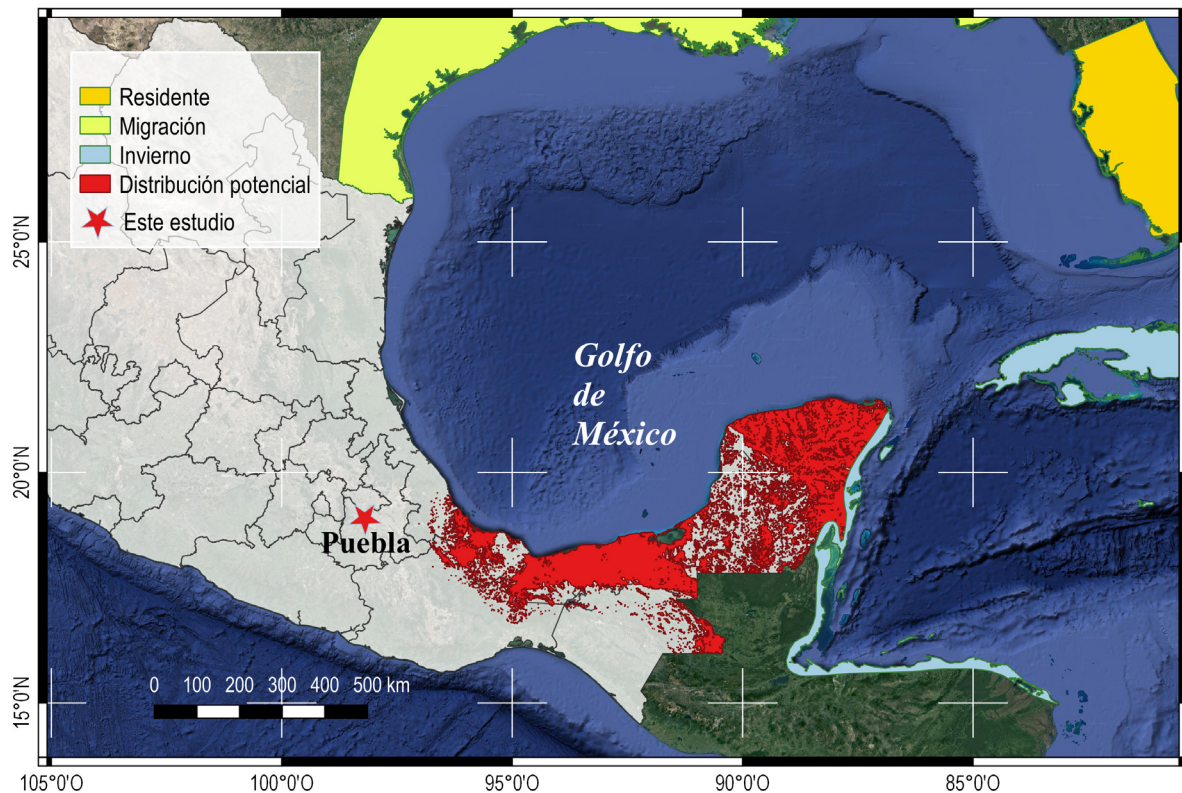 Residente
Migración
Invierno
Distribución potencial
Este estudio
25°0'N
20°0'N
15°0'N
Golfo
de
México
Puebla
0 100 200 300 400 500 km
105°0'O 100°0'O 95°0'O 90°0'O 85°0'O